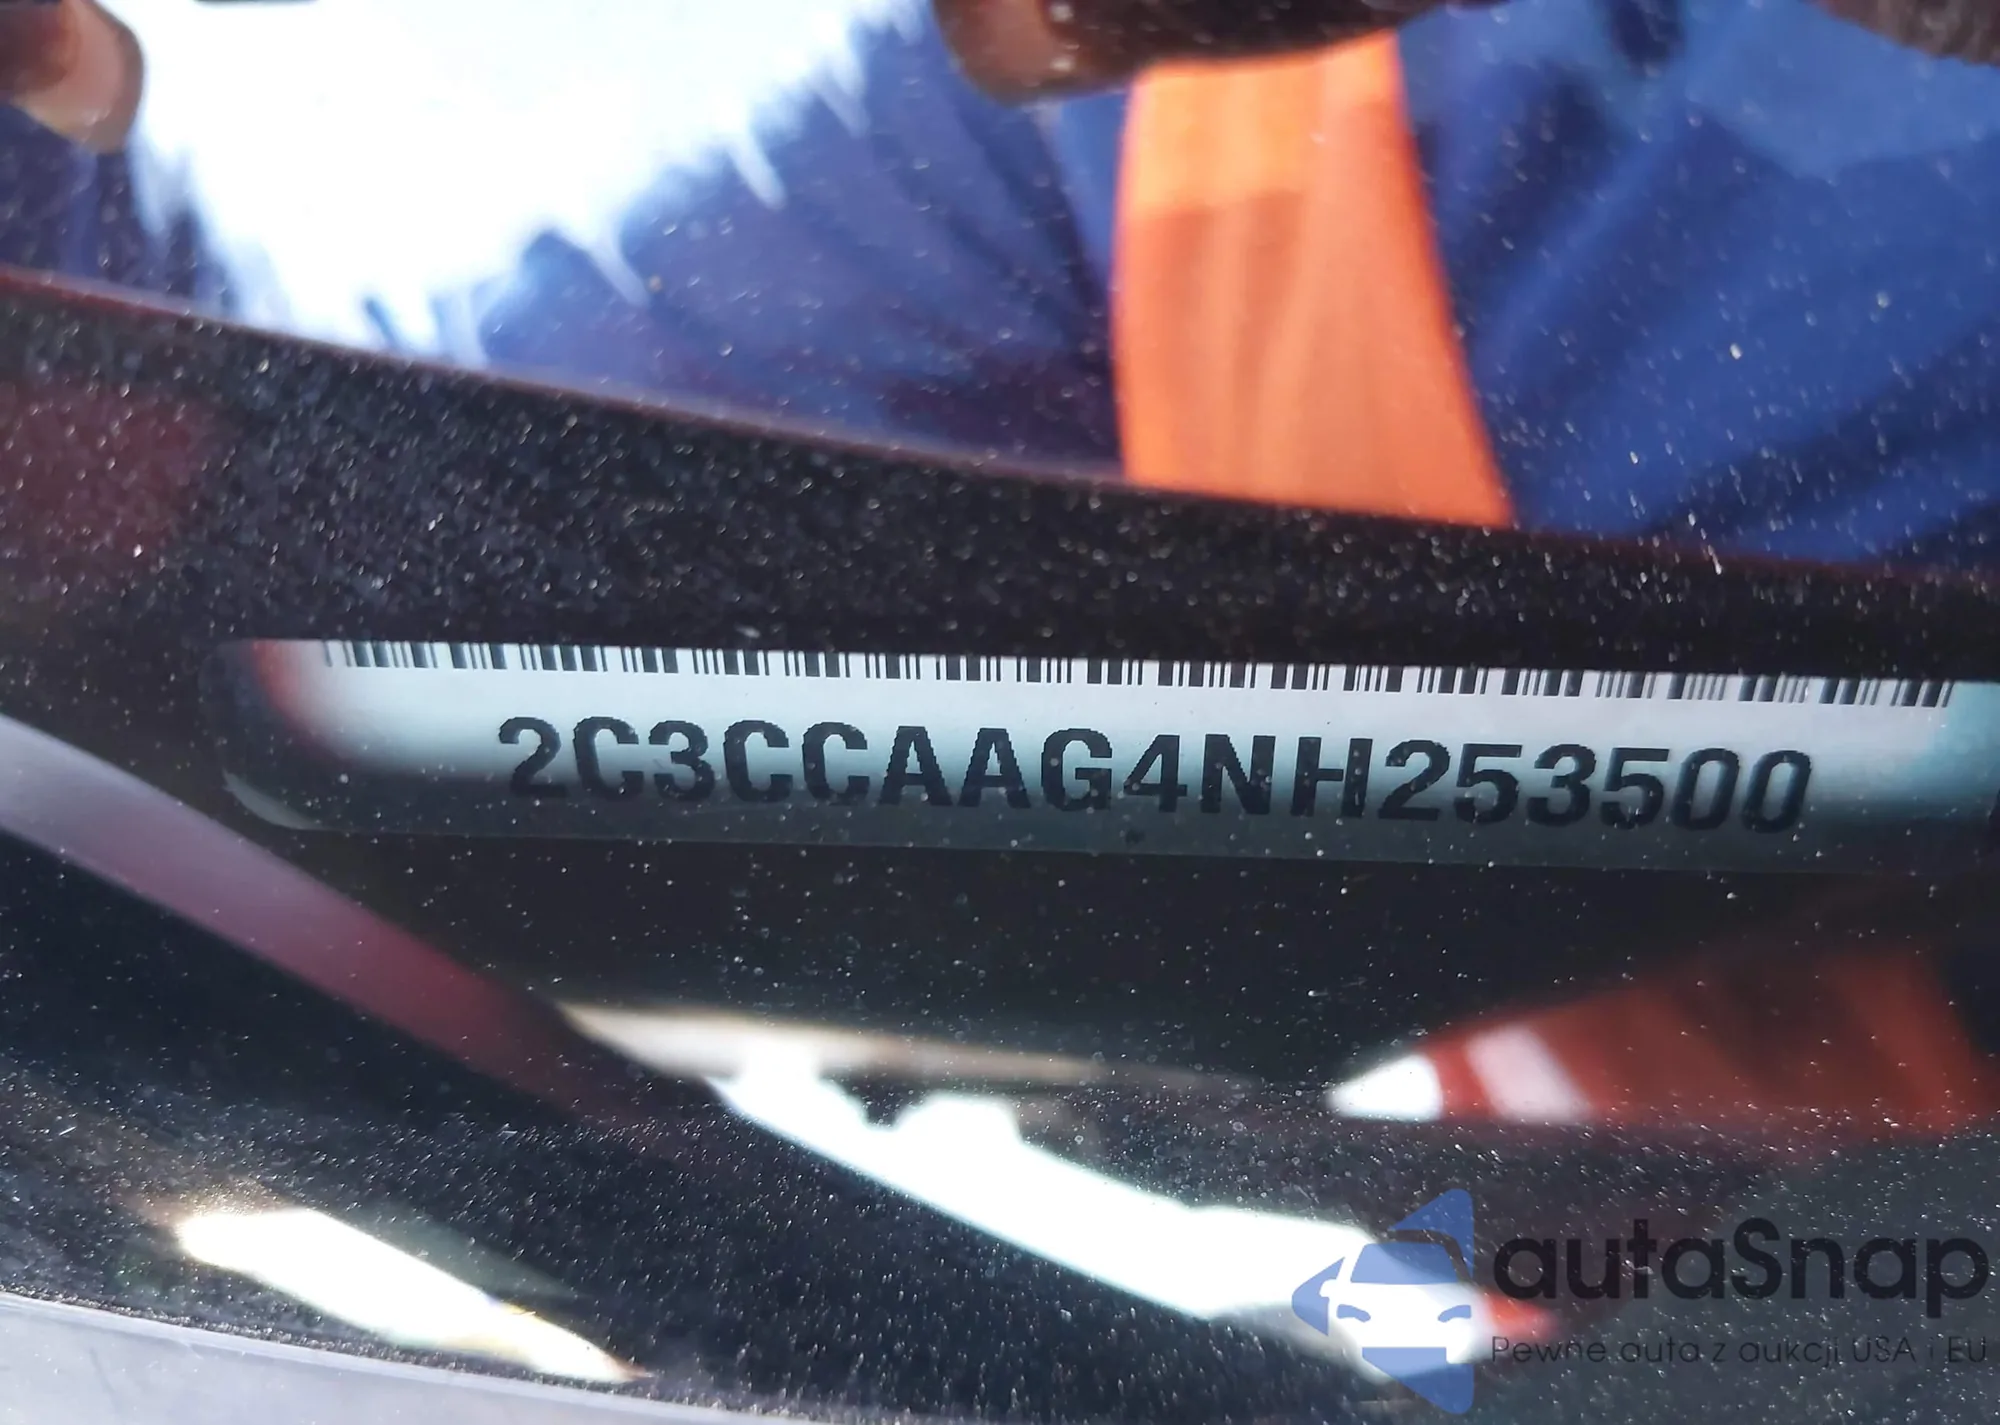 2C3CCAAG4NH253500
autaSnap
Pewne auta z aukcji USA i EU